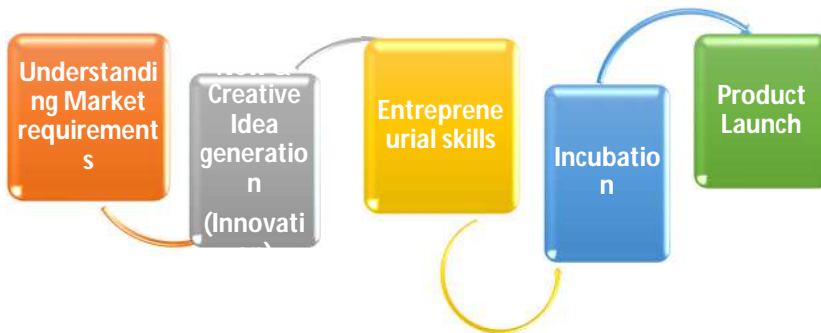 Understandi
ng Market
requirement
s
Creative
Idea
generatio
n
(Innovati
Entreprene
urial skills
Incubatio
n
Product
Launch